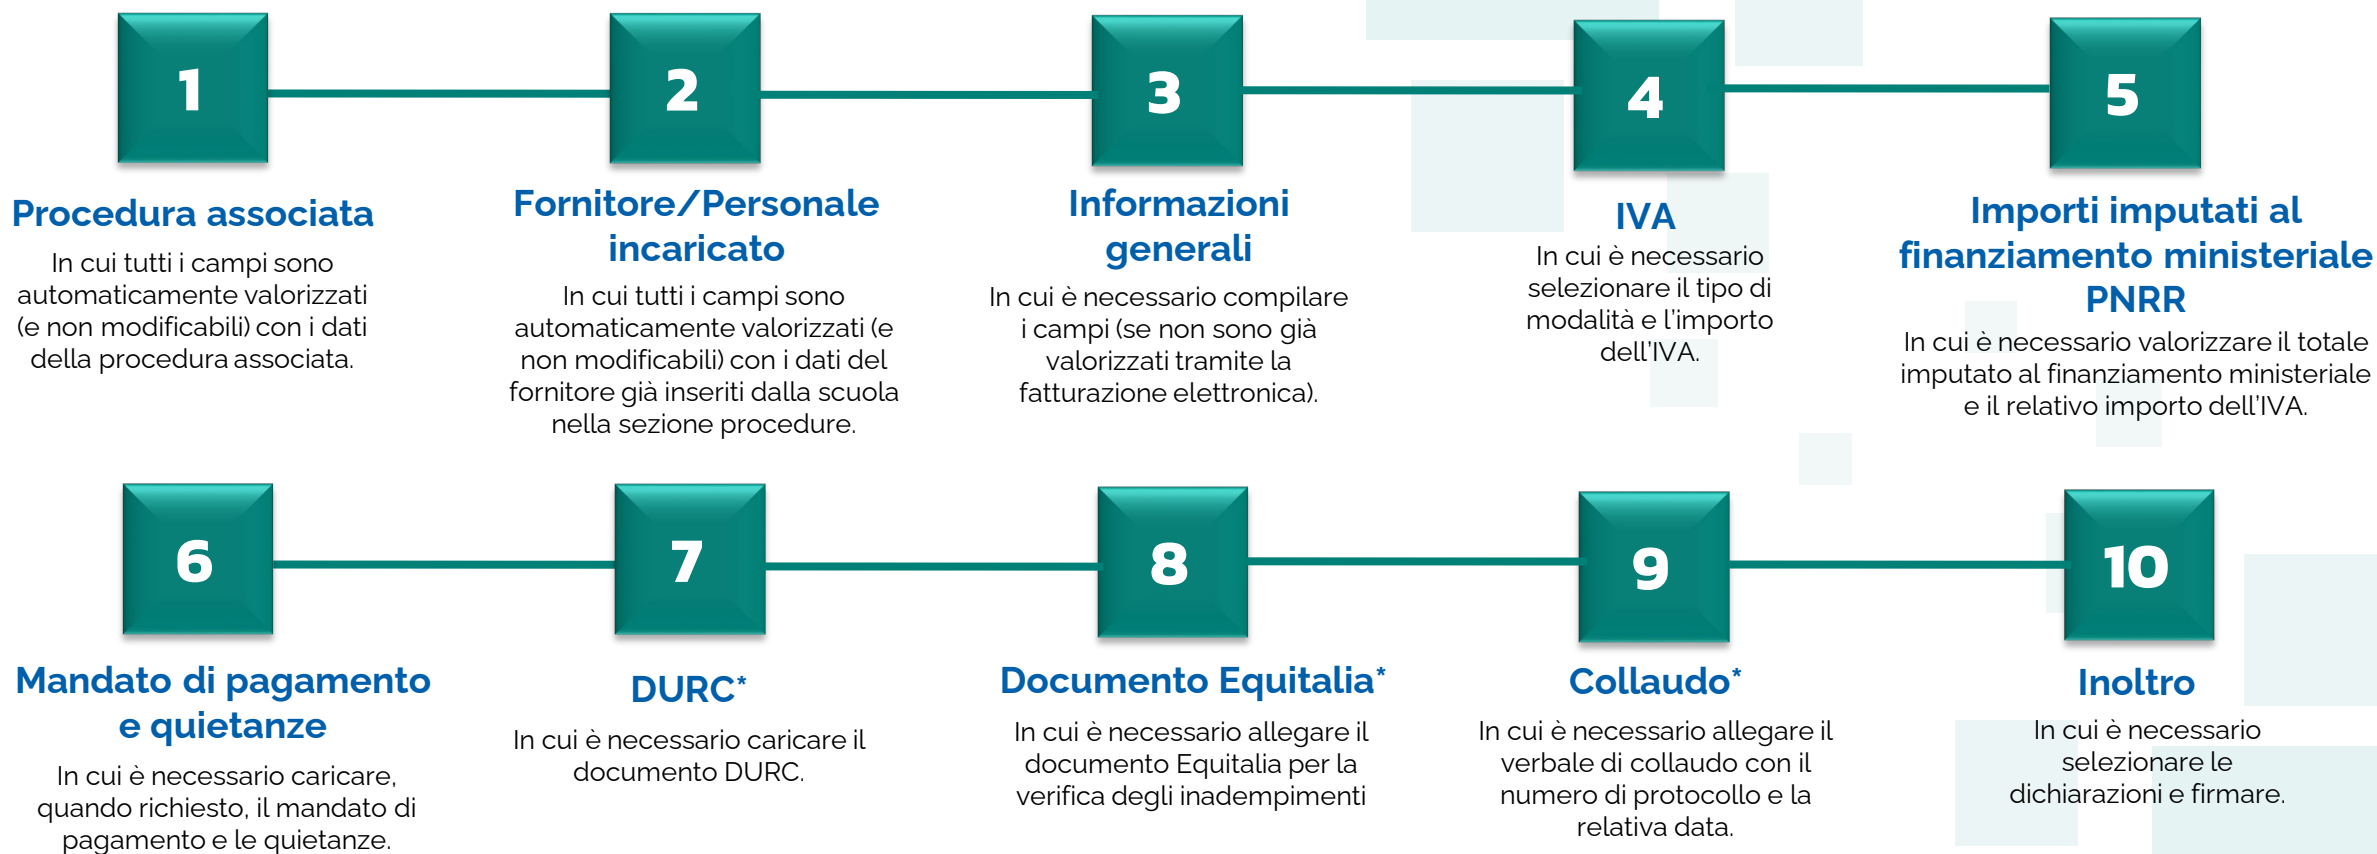 1
Procedura associata
In cui tutti i campi sono
automaticamente valorizzati
(e non modificabili) con i dati
della procedura associata.
2
Fornitore/Personale
incaricato
In cui tutti i campi sono
automaticamente valorizzati (e
non modificabili) con i dati del
fornitore già inseriti dalla scuola
nella sezione procedure.
3
Informazioni
generali
In cui è necessario compilare
i campi (se non sono già
valorizzati tramite la
fatturazione elettronica).
4
IVA
In cui è necessario
selezionare il tipo di
modalità e l'importo
dell'IVA.
5
Importi imputati al
finanziamento ministeriale
PNRR
In cui è necessario valorizzare il totale
imputato al finanziamento ministeriale
e il relativo importo dell'IVA.
6
Mandato di pagamento
e quietanze
In cui è necessario caricare,
quando richiesto, il mandato di
pagamento e le quietanze.
7
DURC*
In cui è necessario caricare il
documento DURC.
8
Documento Equitalia*
In cui è necessario allegare il
documento Equitalia per la
verifica degli inadempimenti
9
Collaudo*
In cui è necessario allegare il
verbale di collaudo con il
numero di protocollo e la
relativa data.
10
Inoltro
In cui è necessario
selezionare le
dichiarazioni e firmare.